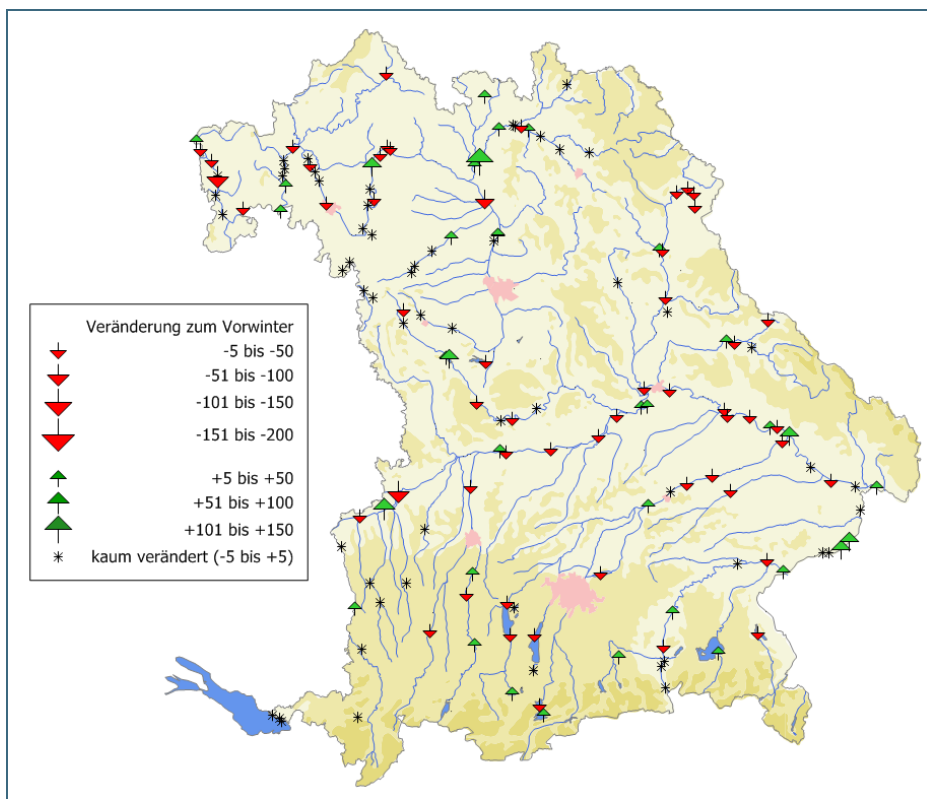 Veränderung zum Vorwinter
-5 bis -50
-51 bis -100
-101 bis -150
-151 bis -200
+5 bis +50
+51 bis +100
+101 bis +150
kaum verändert (-5 bis +5)